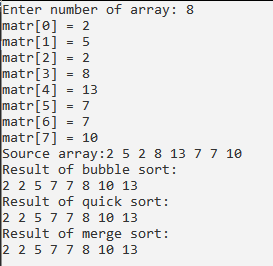 Enter number of array: 8
matr[0] = 2
matr[1] = 5
matr[2] = 2
matr[3] = 8
matr[4] = 13
matr[5] = 7
matr[6] = 7
matr[7] = 10
Source array:2 5 2 8 13 7 7 10
Result of bubble sort:
2 2 5 7 7 8 10 13
Result of quick sort:
2 2 5 7 7 8 10 13
Result of merge sort:
2 2 5 7 7 8 10 13